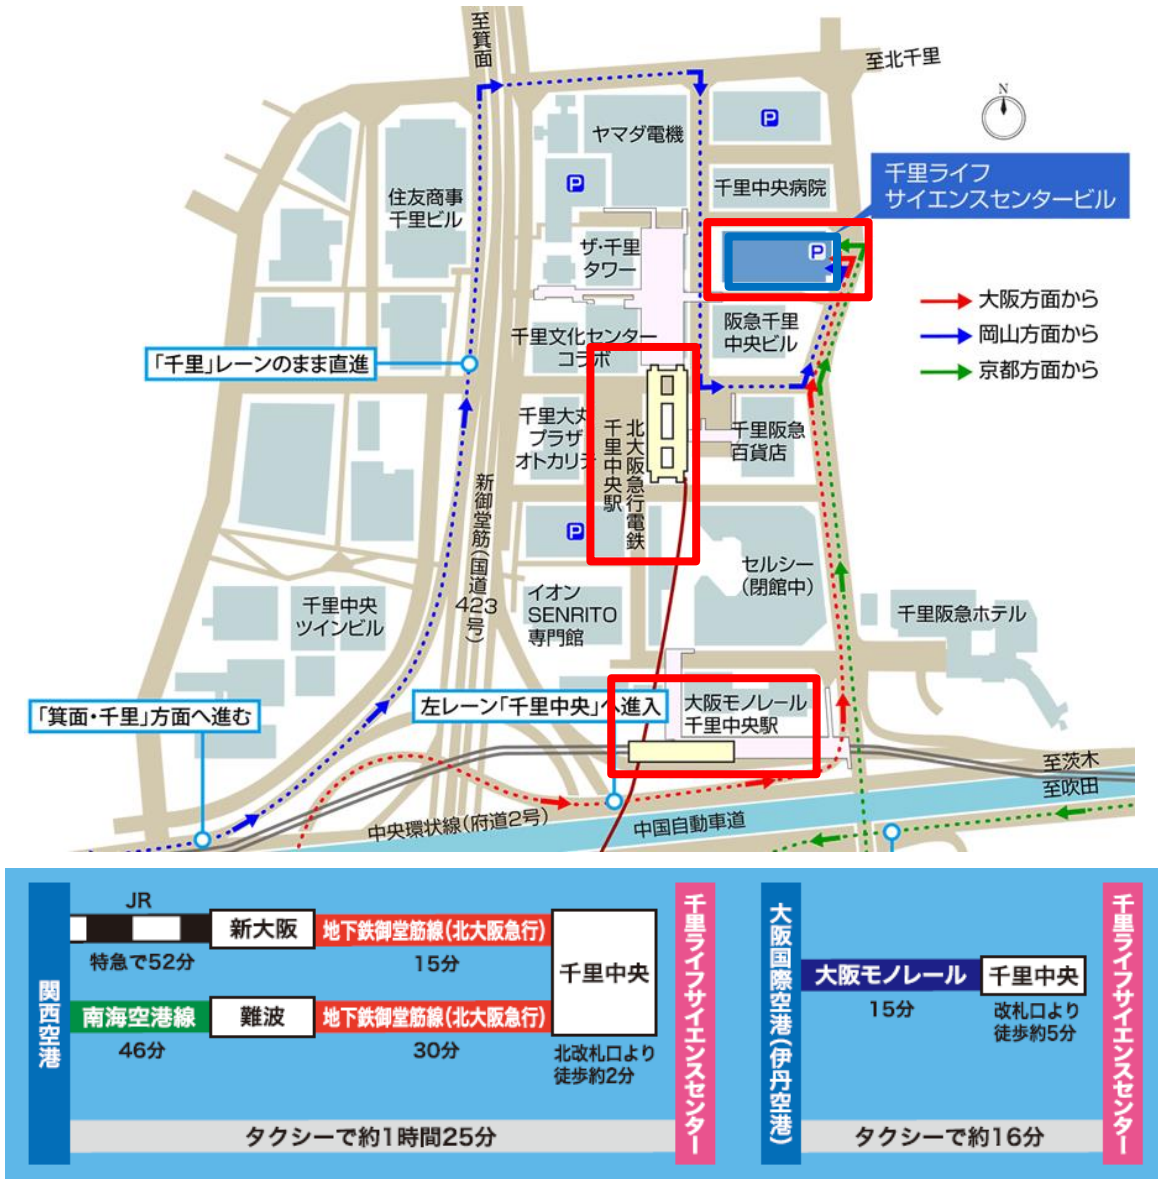 至箕面
至北千里
N
ヤマダ電機
P
千里ライフ
サイエンスセンタービル
P
千里中央病院
住友商事
千里ビル
ザ・千里
タワー
P
大阪方面から
千里文化センター
コラボ
阪急千里
中央ビル
岡山方面から
「千里」レーンのまま直進
京都方面から
千里大丸
プラザ
オトカリテ
北大阪急行電鉄
千里中央駅
千里阪急
百貨店
新御堂筋(国道423号)
P
セルシー
(閉館中)
千里中央
ツインビル
イオン
SENRITO
専門館
千里阪急ホテル
「箕面・千里」方面へ進む
左レーン「千里中央」へ進入
大阪モノレール
千里中央駅
至茨木
至吹田
中央環状線(府道2号)
中国自動車道
関西空港
JR
特急で52分
新大阪
地下鉄御堂筋線(北大阪急行)
15分
南海空港線
46分
難波
地下鉄御堂筋線(北大阪急行)
30分
千里中央
北改札口より
徒歩約2分
タクシーで約1時間25分
千里ライフサイエンスセンター
大阪国際空港(伊丹空港)
大阪モノレール
15分
千里中央
改札口より
徒歩約5分
タクシーで約16分
千里ライフサイエンスセンター